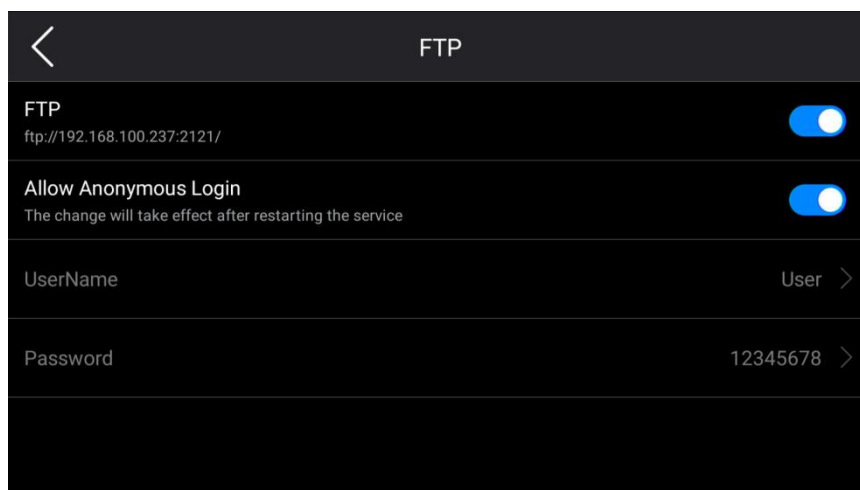 FTP
FTP
ftp://192.168.100.237:2121/
Allow Anonymous Login
The change will take effect after restarting the service
UserName
User
Password
12345678